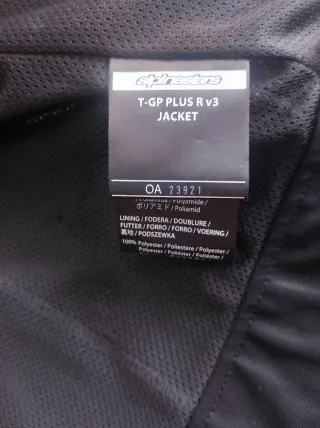 alpinestars
T-GP PLUS R v3
JACKET
OA 23921
Poliammide / Polyamide /
ポリアミド / Poliamid
LINING / FODERA / DOUBLURE /
FUTTER / FORRO / FORRO / VOERING /
裏地 / PODSZEWKA
100% Polyester / Poliestere / Polyester /
Polyester / Poliéster / Poliéster /